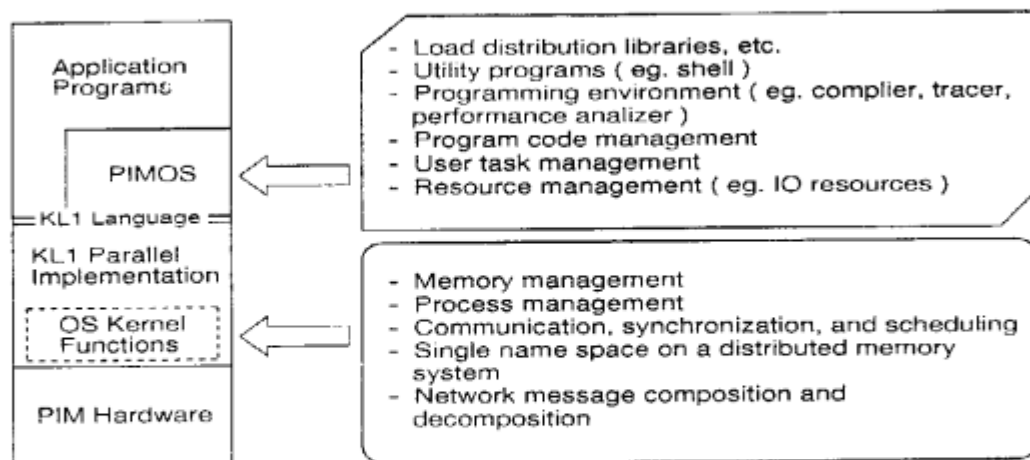 Application
Programs
PIMOS
KL1 Language
KL1 Parallel
Implementation
OS Kernel
Functions
PIM Hardware
- Load distribution libraries, etc.
- Utility programs ( eg. shell )
- Programming environment ( eg. complier, tracer,
performance analizer )
- Program code management
- User task management
- Resource management ( eg. IO resources )
- Memory management
- Process management
- Communication, synchronization, and scheduling
- Single name space on a distributed memory
system
- Network message composition and
decomposition